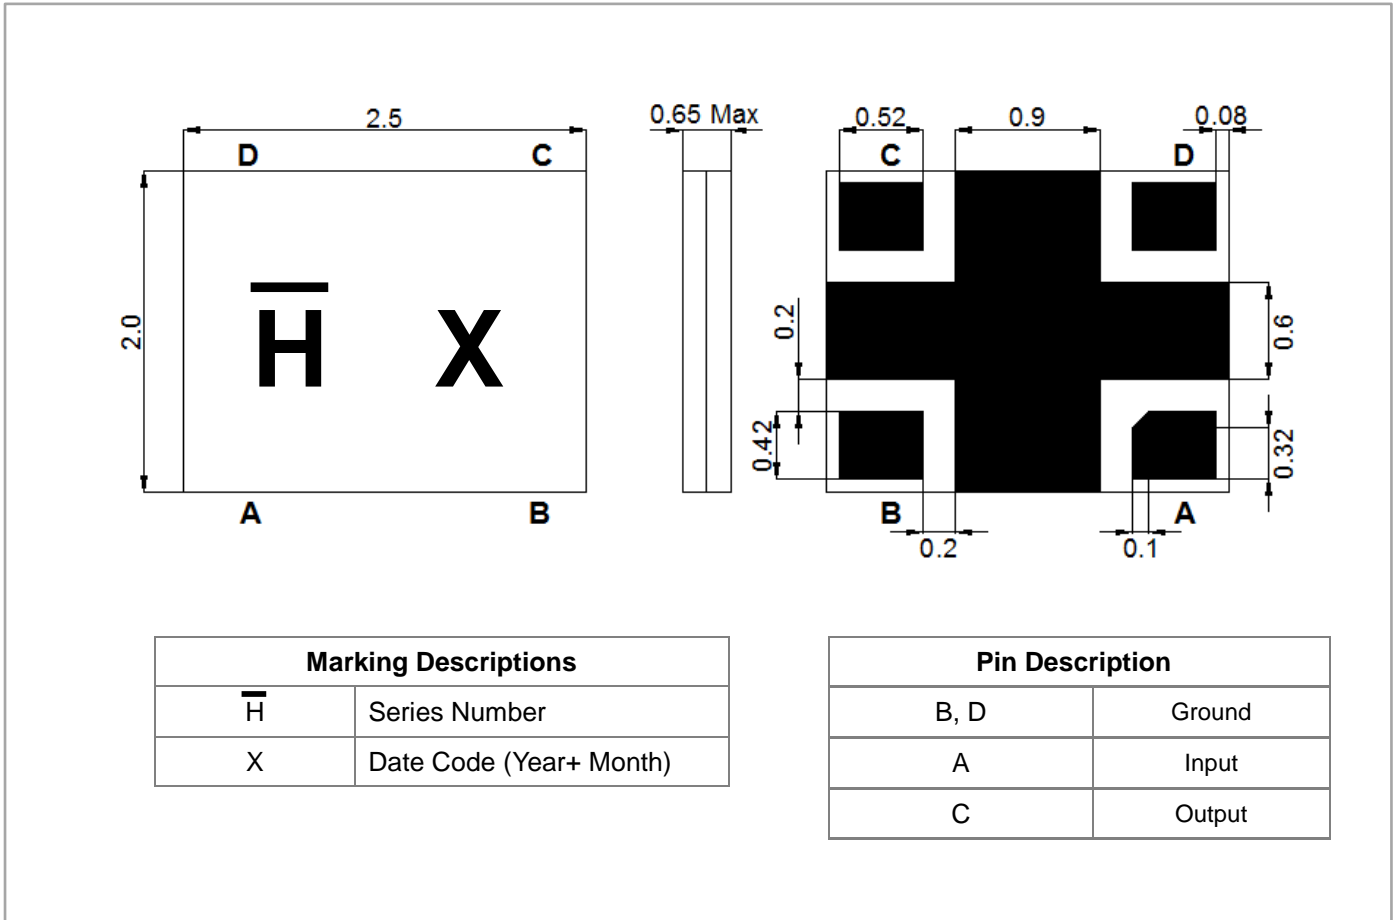 2.5
0.65 Max
0.52
0.9
0.08
D C
C D
2.0
H̅ X
0.2
0.6
0.42
0.32
A B
B A
0.2
0.1
Marking Descriptions
H̅ Series Number
X Date Code (Year+ Month)
Pin Description
B, D Ground
A Input
C Output